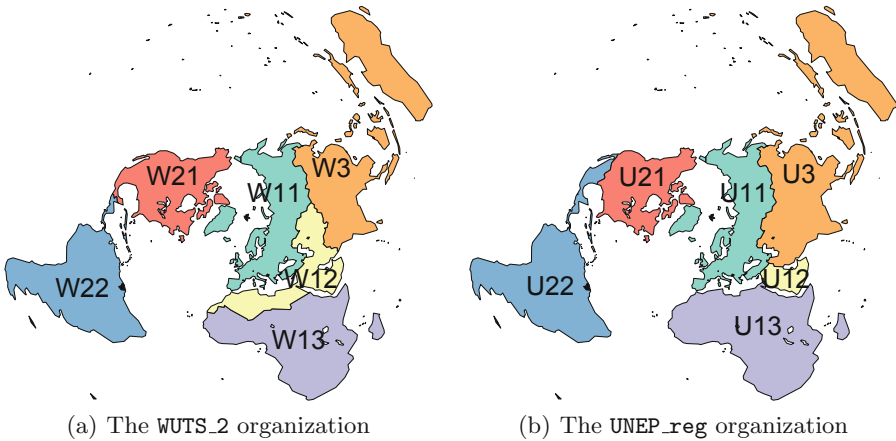 W21
W11
W3
W22
W12
W13
U21
U11
U3
U22
U12
U13
(a) The WUTS_2 organization
(b) The UNEP_reg organization